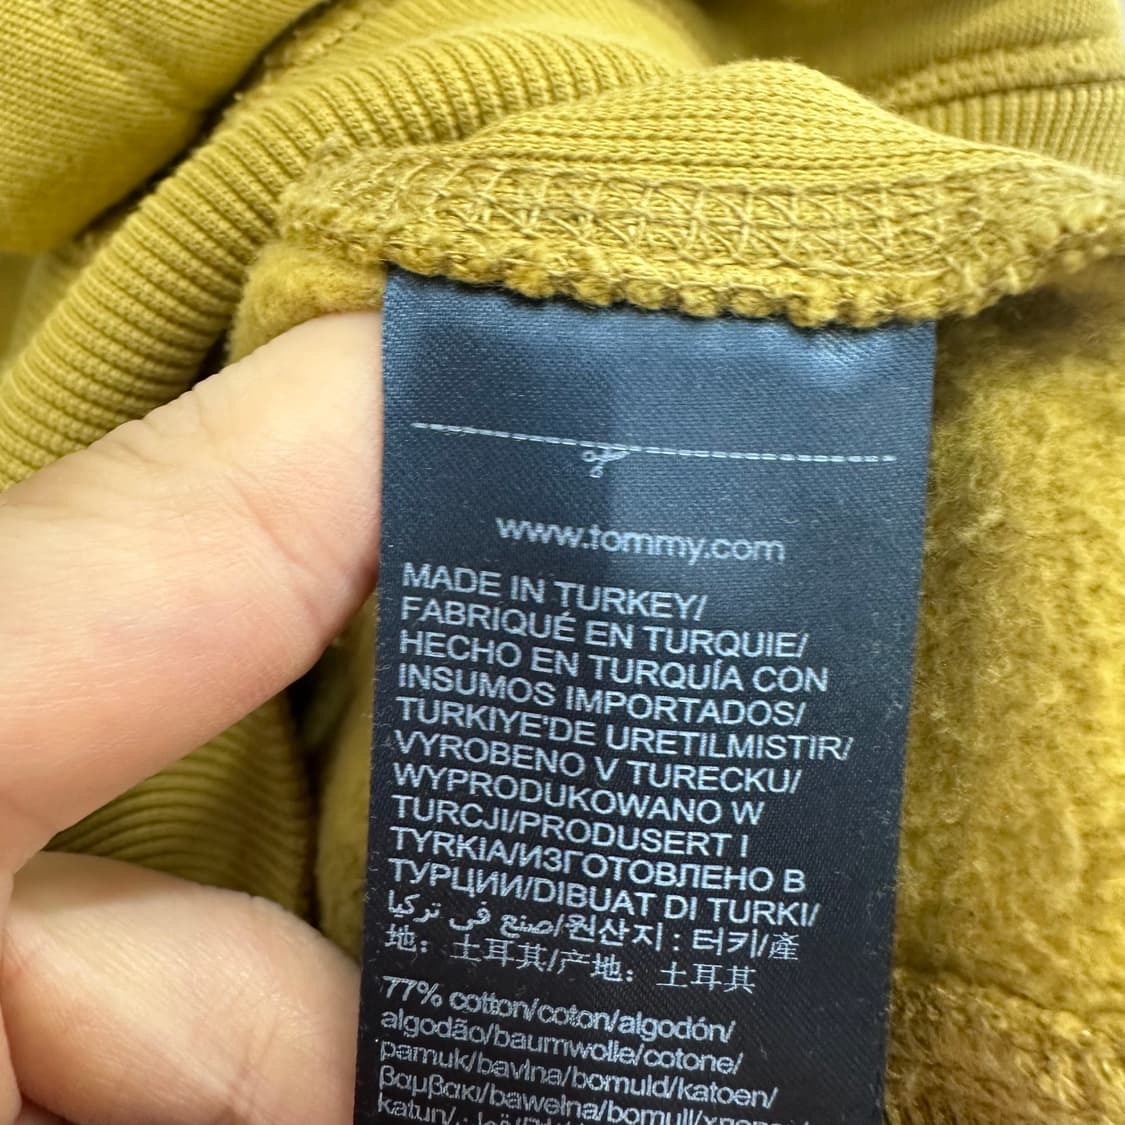 www.tommy.com
MADE IN TURKEY/
FABRIQUÉ EN TURQUIE/
HECHO EN TURQUÍA CON
INSUMOS IMPORTADOS/
TURKIYE'DE URETILMISTIR/
VYROBENO V TURECKU/
WYPRODUKOWANO W
TURCJI/PRODUSERT I
TYRKIA/ИЗГОТОВЛЕНО В
ТУРЦИИ/DIBUAT DI TURKI/
صنع في تركيا/원산지 : 터키/產
地：土耳其/产地：土耳其
77% cotton/coton/algodón/
algodão/baumwolle/cotone/
pamuk/bavlna/bomuld/katoen/
βαμβακι/bawełna/bomull/
katun/